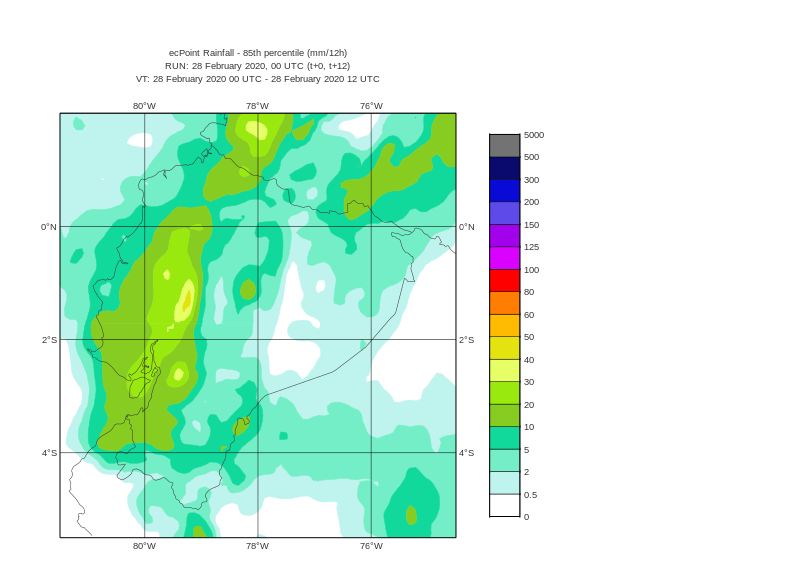 ecPoint Rainfall - 85th percentile (mm/12h)
RUN: 28 February 2020, 00 UTC (t+0, t+12)
VT: 28 February 2020 00 UTC - 28 February 2020 12 UTC
80°W 78°W 76°W
5000
500
300
200
150
125
100
80
60
50
40
30
20
10
5
2
0.5
0
0°N 0°N
2°S 2°S
4°S 4°S
80°W 78°W 76°W